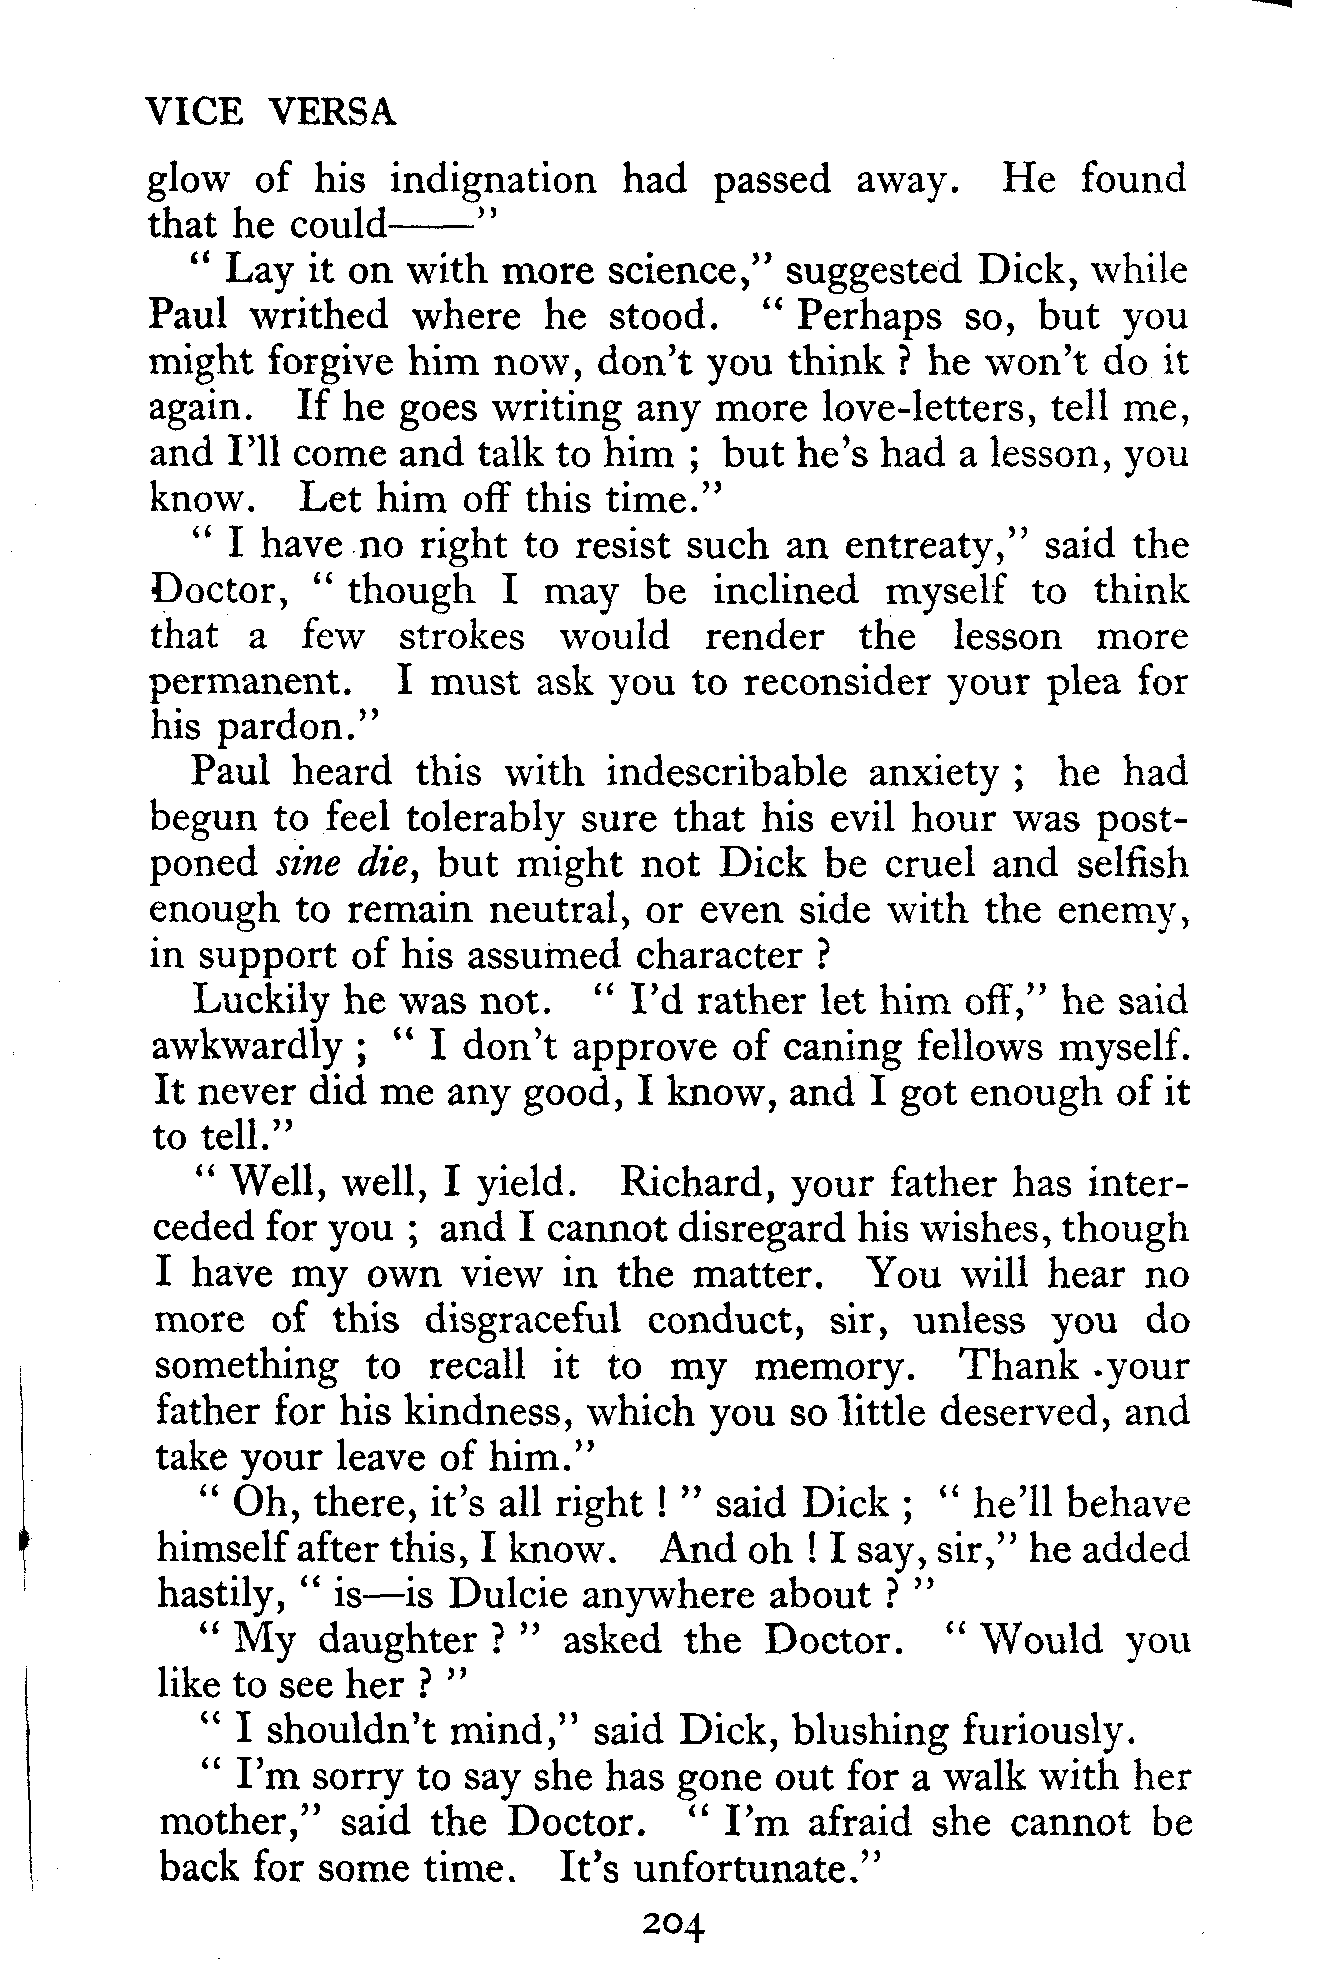 VICE VERSA
glow of his indignation had passed away. He found
that he could——”
“ Lay it on with more science,” suggested Dick, while
Paul writhed where he stood. “ Perhaps so, but you
might forgive him now, don’t you think ? he won’t do it
again. If he goes writing any more love-letters, tell me,
and I’ll come and talk to him ; but he’s had a lesson, you
know. Let him off this time.”
“ I have no right to resist such an entreaty,” said the
Doctor, “ though I may be inclined myself to think
that a few strokes would render the lesson more
permanent. I must ask you to reconsider your plea for
his pardon.”
Paul heard this with indescribable anxiety ; he had
begun to feel tolerably sure that his evil hour was post-
poned sine die, but might not Dick be cruel and selfish
enough to remain neutral, or even side with the enemy,
in support of his assumed character ?
Luckily he was not. “ I’d rather let him off,” he said
awkwardly ; “ I don’t approve of caning fellows myself.
It never did me any good, I know, and I got enough of it
to tell.”
“ Well, well, I yield. Richard, your father has inter-
ceded for you ; and I cannot disregard his wishes, though
I have my own view in the matter. You will hear no
more of this disgraceful conduct, sir, unless you do
something to recall it to my memory. Thank your
father for his kindness, which you so little deserved, and
take your leave of him.”
“ Oh, there, it’s all right ! ” said Dick ; “ he’ll behave
himself after this, I know. And oh ! I say, sir,” he added
hastily, “ is—is Dulcie anywhere about ? ”
“ My daughter ? ” asked the Doctor. “ Would you
like to see her ? ”
“ I shouldn’t mind,” said Dick, blushing furiously.
“ I’m sorry to say she has gone out for a walk with her
mother,” said the Doctor. “ I’m afraid she cannot be
back for some time. It’s unfortunate.”
204